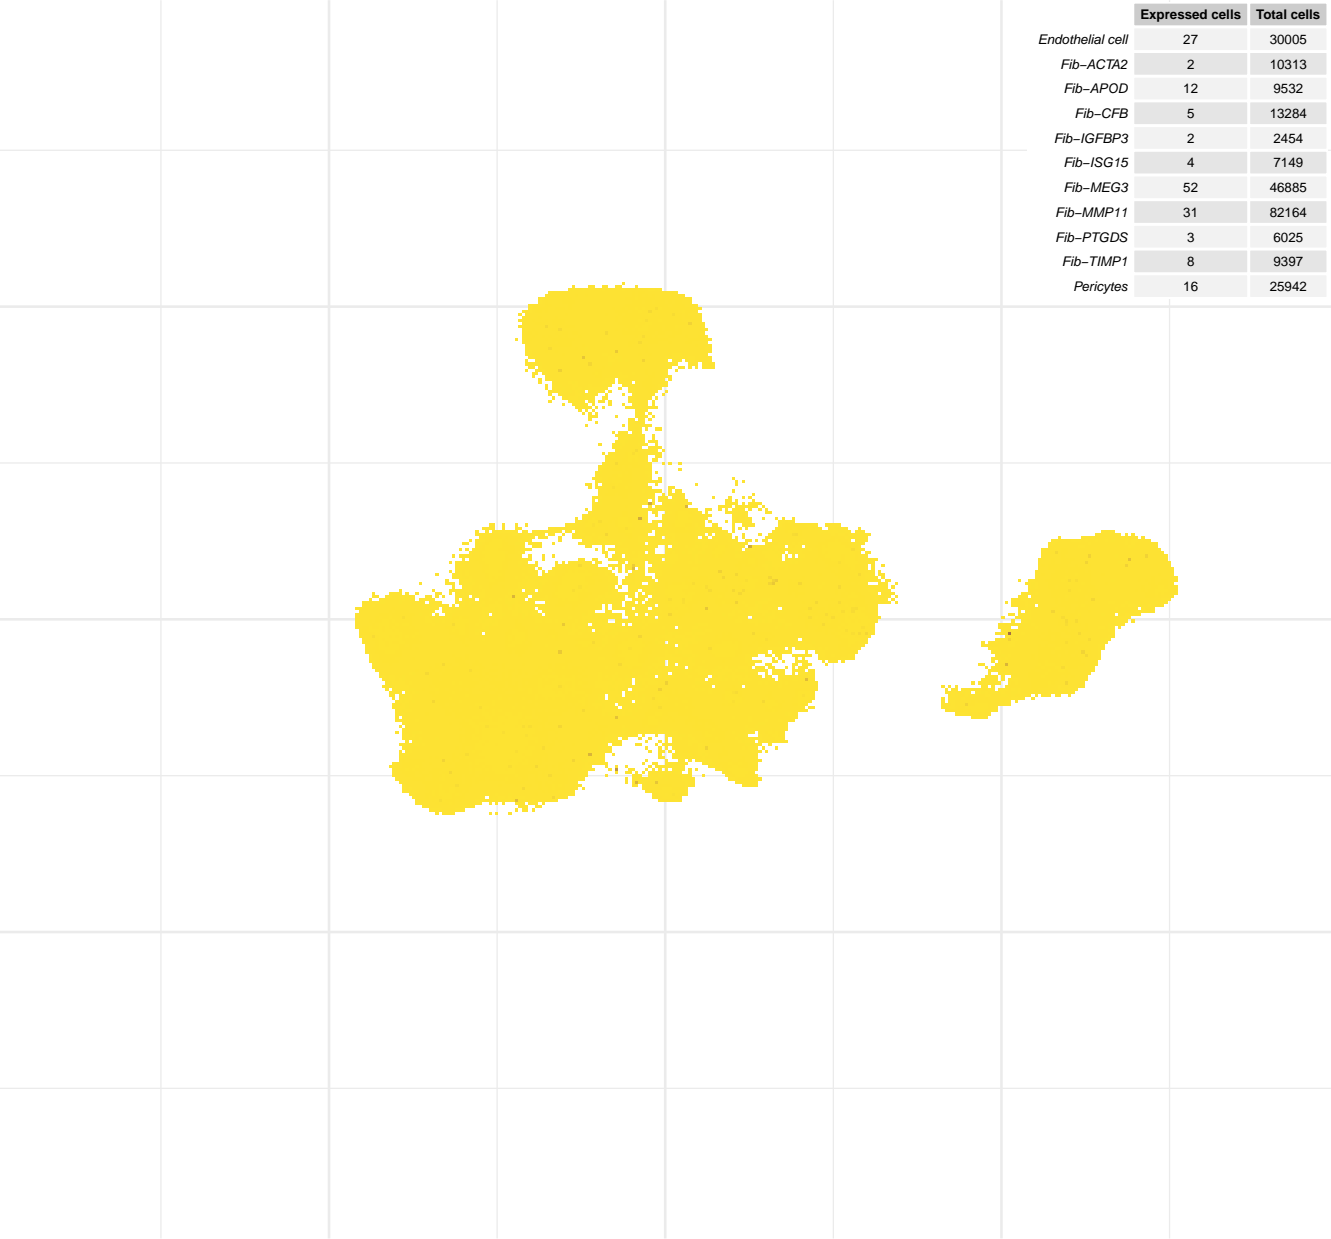 Expressed cells Total cells
Endothelial cell 27 30005
Fib−ACTA2 2 10313
Fib−APOD 12 9532
Fib−CFB 5 13284
Fib−IGFBP3 2 2454
Fib−ISG15 4 7149
Fib−MEG3 52 46885
Fib−MMP11 31 82164
Fib−PTGDS 3 6025
Fib−TIMP1 8 9397
Pericytes 16 25942